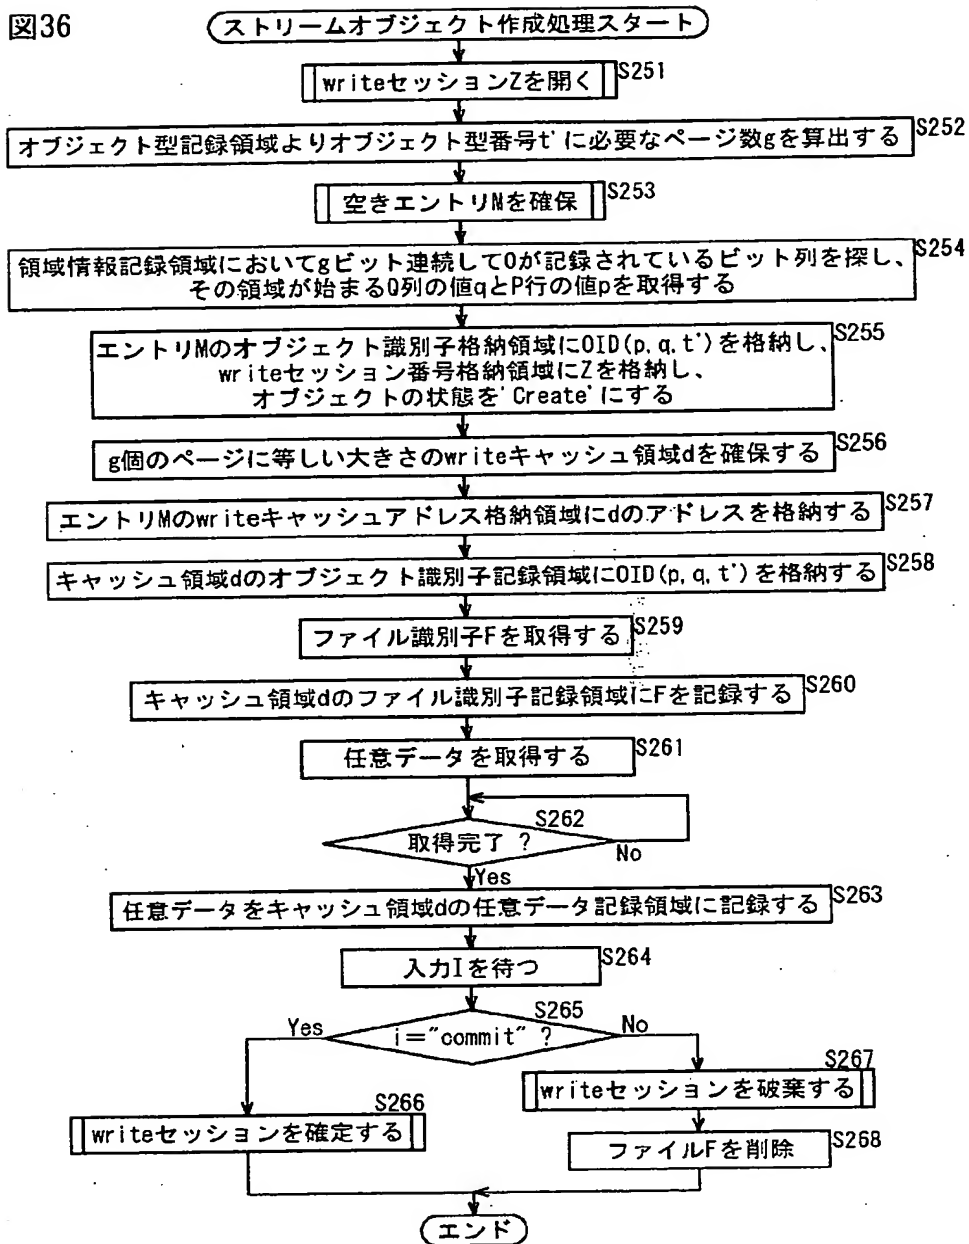 図36
ストリームオブジェクト作成処理スタート
writeセッションZを開く
S251
オブジェクト型記録領域よりオブジェクト型番号t'に必要なページ数gを算出する
S252
空きエントリMを確保
S253
領域情報記録領域においてgビット連続して0が記録されているビット列を探し、
その領域が始まるQ列の値qとP行の値pを取得する
S254
エントリMのオブジェクト識別子格納領域にOID(p,q,t')を格納し、
writeセッション番号格納領域にZを格納し、
オブジェクトの状態を'Create'にする
S255
g個のページに等しい大きさのwriteキャッシュ領域dを確保する
S256
エントリMのwriteキャッシュアドレス格納領域にdのアドレスを格納する
S257
キャッシュ領域dのオブジェクト識別子記録領域にOID(p,q,t')を格納する
S258
ファイル識別子Fを取得する
S259
キャッシュ領域dのファイル識別子記録領域にFを記録する
S260
任意データを取得する
S261
S262
取得完了 ?
No
Yes
任意データをキャッシュ領域dの任意データ記録領域に記録する
S263
入力Iを待つ
S264
S265
Yes
i="commit" ?
No
S267
writeセッションを破棄する
S266
writeセッションを確定する
S268
ファイルFを削除
エンド